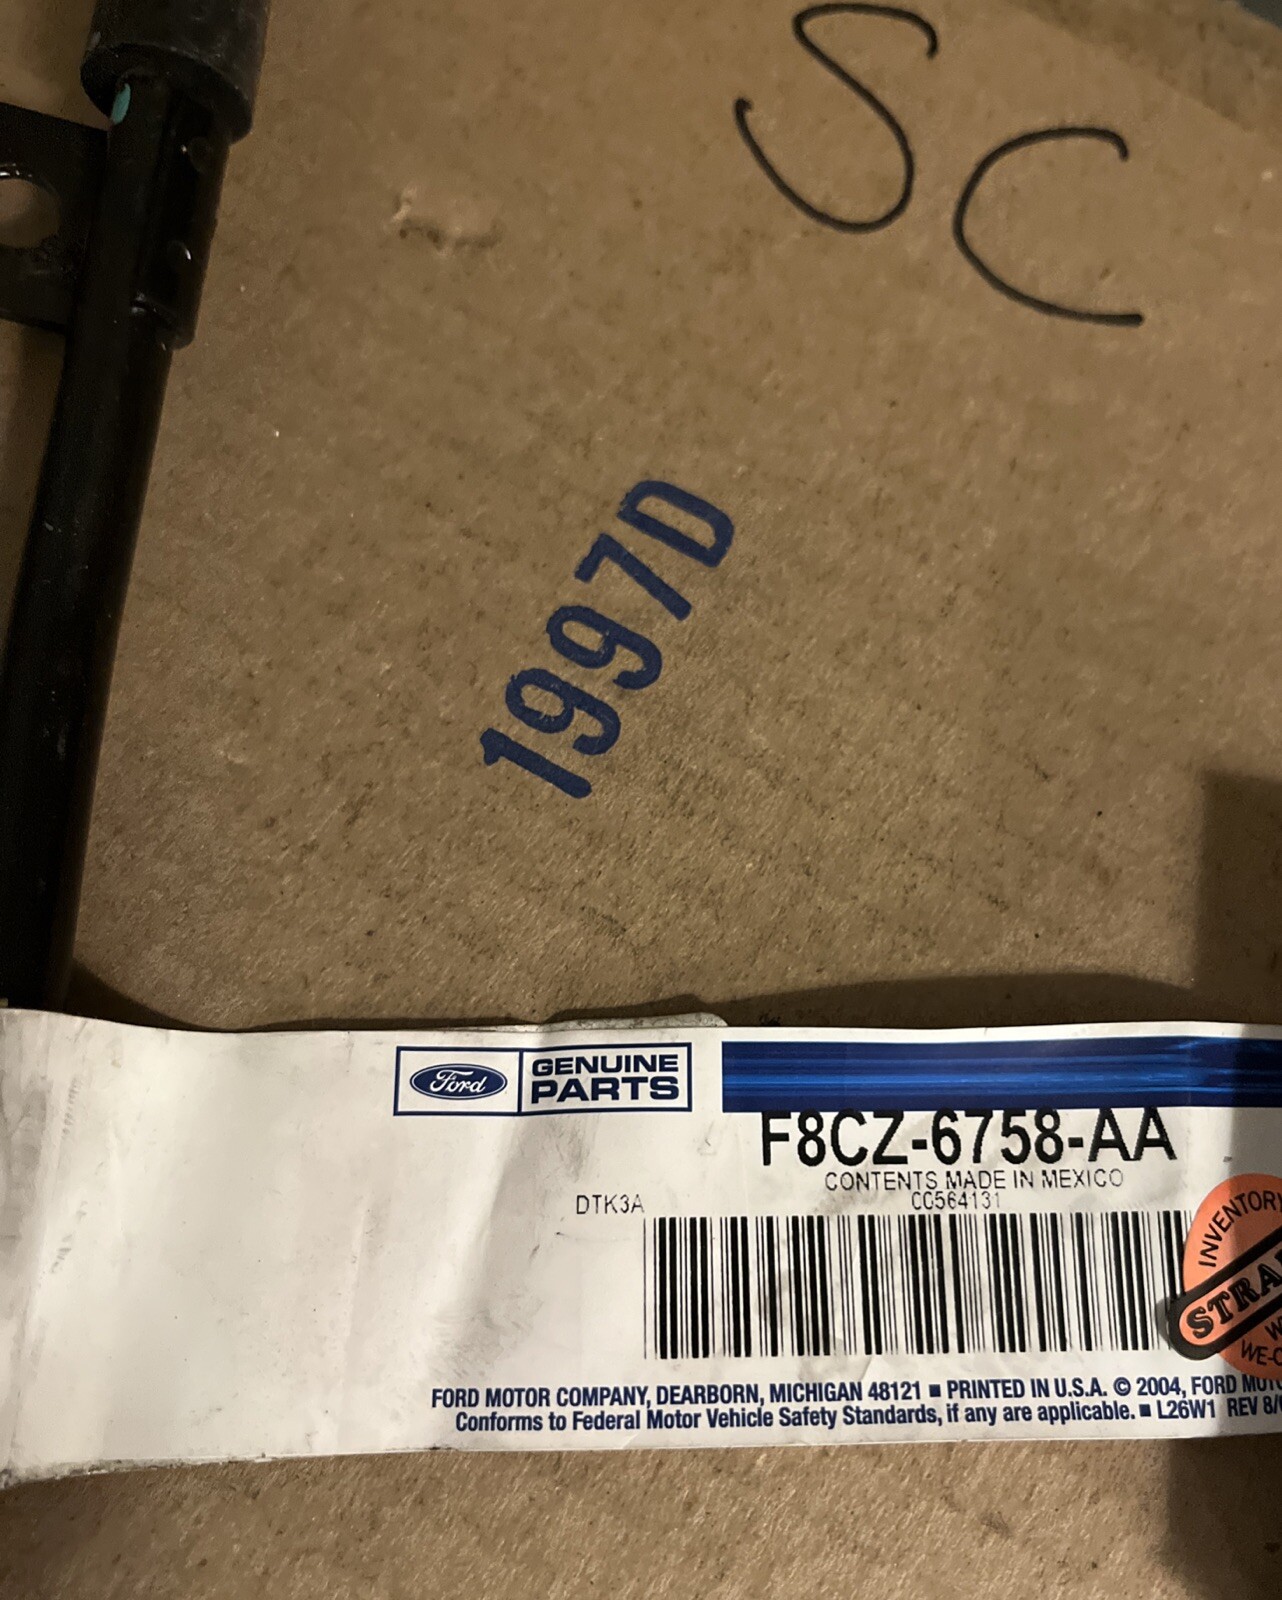 SC
1997D
Ford GENUINE PARTS
F8CZ-6758-AA
CONTENTS MADE IN MEXICO
DTK3A
CC564131
INVENTORY
FORD MOTOR COMPANY, DEARBORN, MICHIGAN 48121 ■ PRINTED IN U.S.A. © 2004, FORD
Conforms to Federal Motor Vehicle Safety Standards, if any are applicable. ■ L26W1 REV